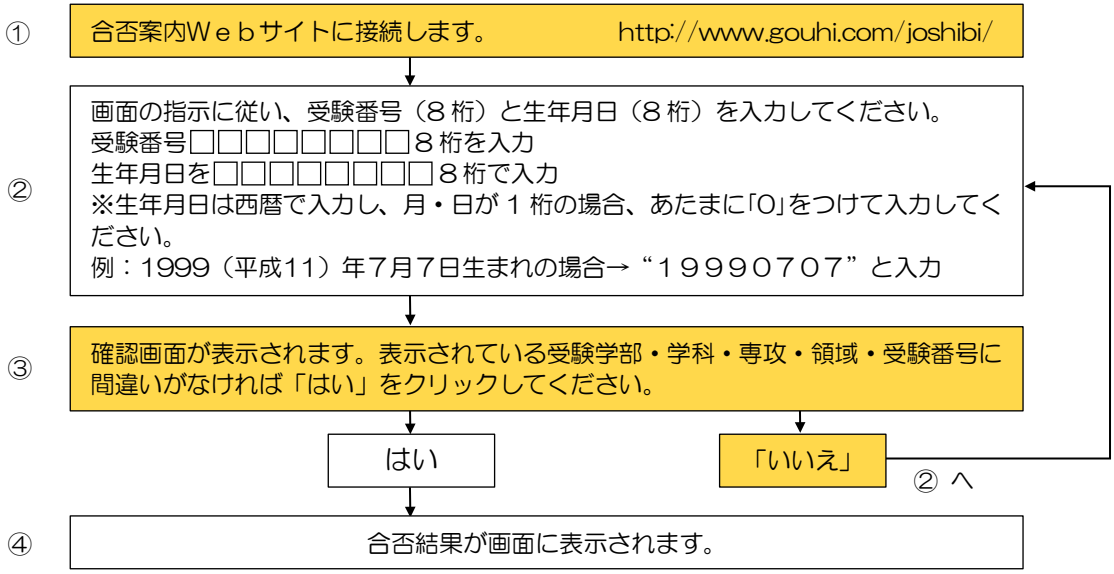 ①
合否案内Ｗｅｂサイトに接続します。 http://www.gouhi.com/joshibi/
②
画面の指示に従い、受験番号（8 桁）と生年月日（8 桁）を入力してください。
受験番号□□□□□□□□8 桁を入力
生年月日を□□□□□□□□８桁で入力
※生年月日は西暦で入力し、月・日が 1 桁の場合、あたまに｢0｣をつけて入力してく
ださい。
例：1999（平成11）年７月７日生まれの場合→“１９９９０７０７”と入力
③
確認画面が表示されます。表示されている受験学部・学科・専攻・領域・受験番号に
間違いがなければ「はい」をクリックしてください。
はい
「いいえ」
② へ
④
合否結果が画面に表示されます。